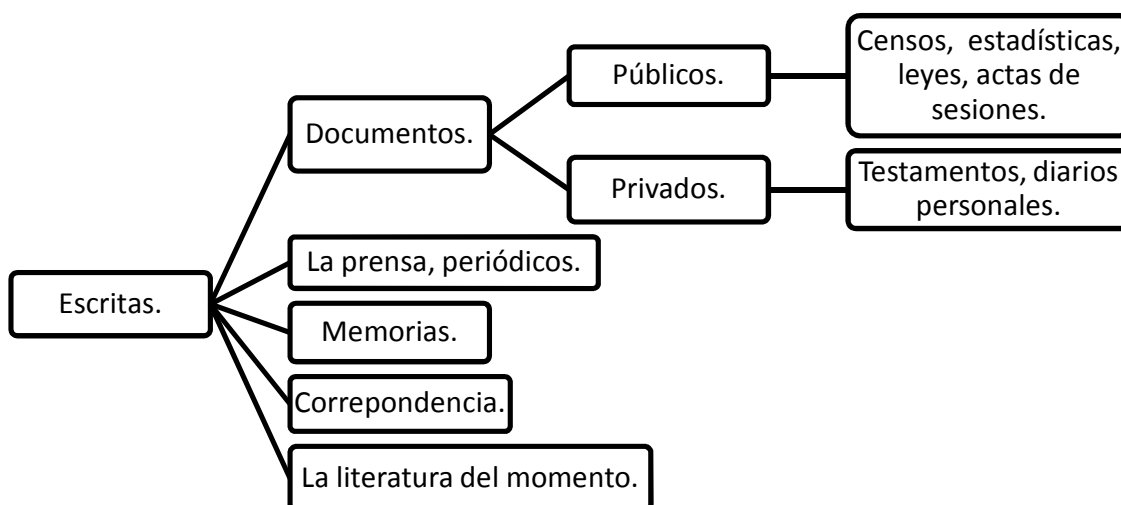 Escritas.
Documentos.
Públicos.
Censos, estadísticas,
leyes, actas de
sesiones.
Privados.
Testamentos, diarios
personales.
La prensa, periódicos.
Memorias.
Correpondencia.
La literatura del momento.